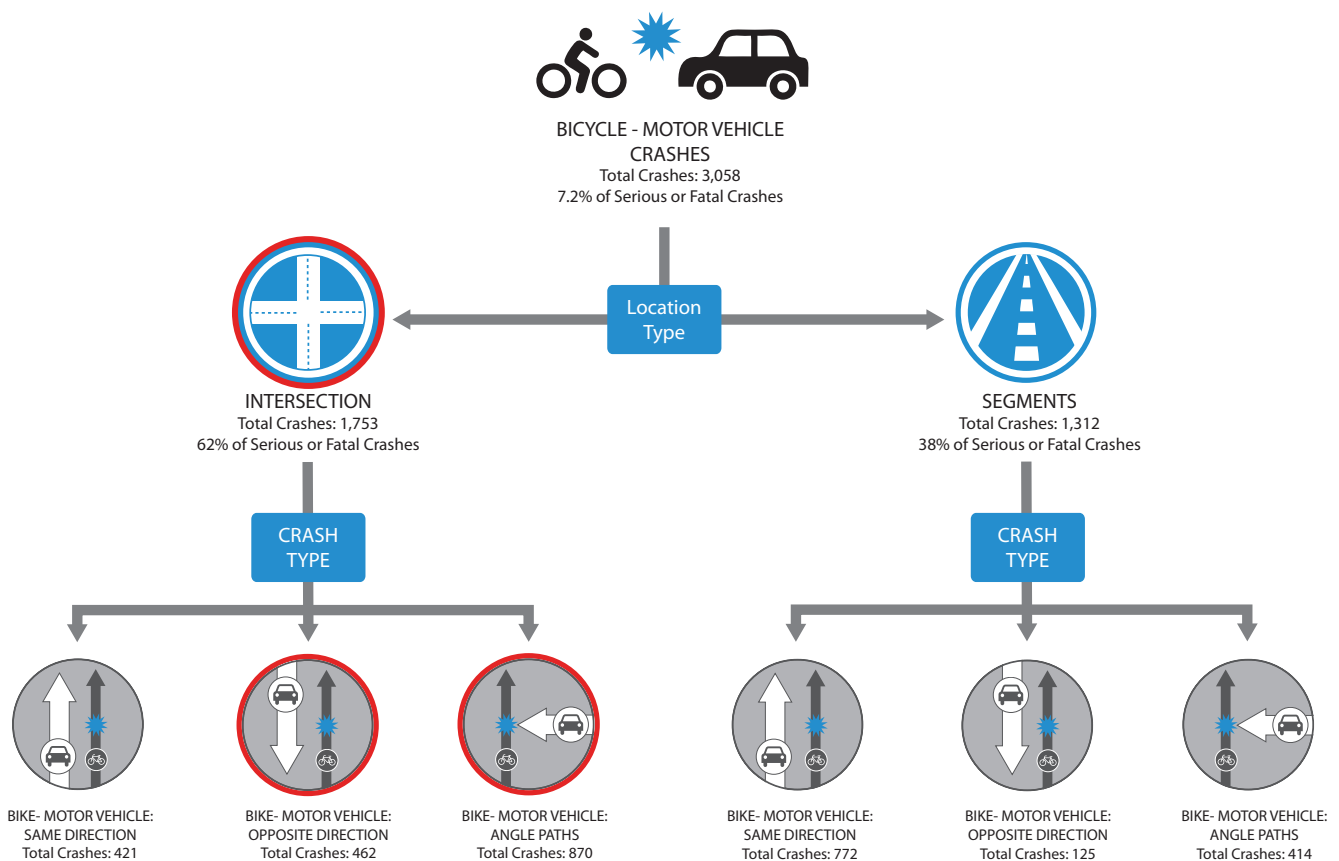 BICYCLE - MOTOR VEHICLE
CRASHES
Total Crashes: 3,058
7.2% of Serious or Fatal Crashes
Location
Type
INTERSECTION
Total Crashes: 1,753
62% of Serious or Fatal Crashes
SEGMENTS
Total Crashes: 1,312
38% of Serious or Fatal Crashes
CRASH
TYPE
CRASH
TYPE
BIKE- MOTOR VEHICLE:
SAME DIRECTION
Total Crashes: 421
BIKE- MOTOR VEHICLE:
OPPOSITE DIRECTION
Total Crashes: 462
BIKE- MOTOR VEHICLE:
ANGLE PATHS
Total Crashes: 870
BIKE- MOTOR VEHICLE:
SAME DIRECTION
Total Crashes: 772
BIKE- MOTOR VEHICLE:
OPPOSITE DIRECTION
Total Crashes: 125
BIKE- MOTOR VEHICLE:
ANGLE PATHS
Total Crashes: 414